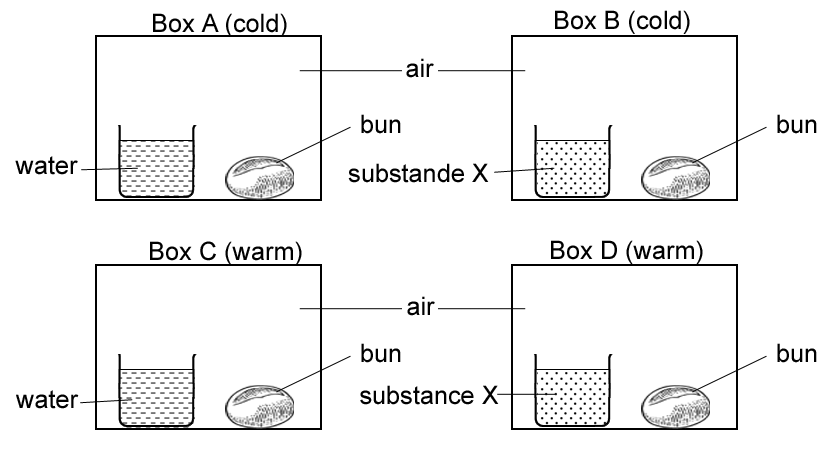 Box A (cold)
Box B (cold)
air
bun
bun
water
substande X
Box C (warm)
Box D (warm)
air
bun
bun
water
substance X